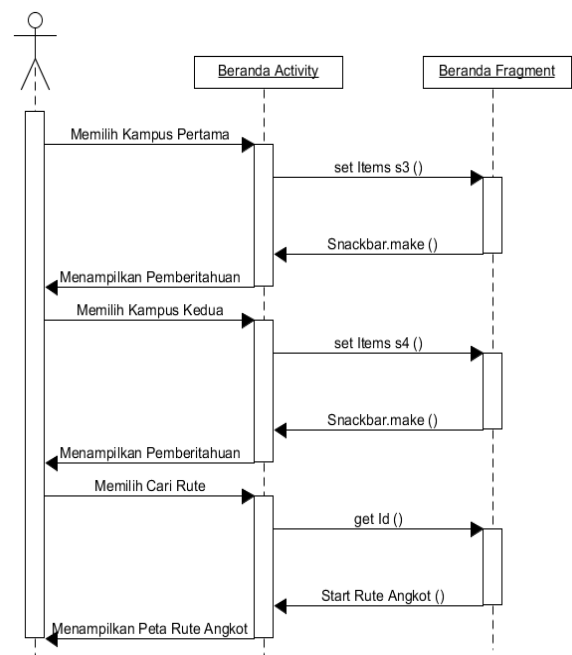 Beranda Activity
Beranda Fragment
Memilih Kampus Pertama
set Items s3 ()
Snackbar.make ()
Menampilkan Pemberitahuan
Memilih Kampus Kedua
set Items s4 ()
Snackbar.make ()
Menampilkan Pemberitahuan
Memilih Cari Rute
get Id ()
Start Rute Angkot ()
Menampilkan Peta Rute Angkot